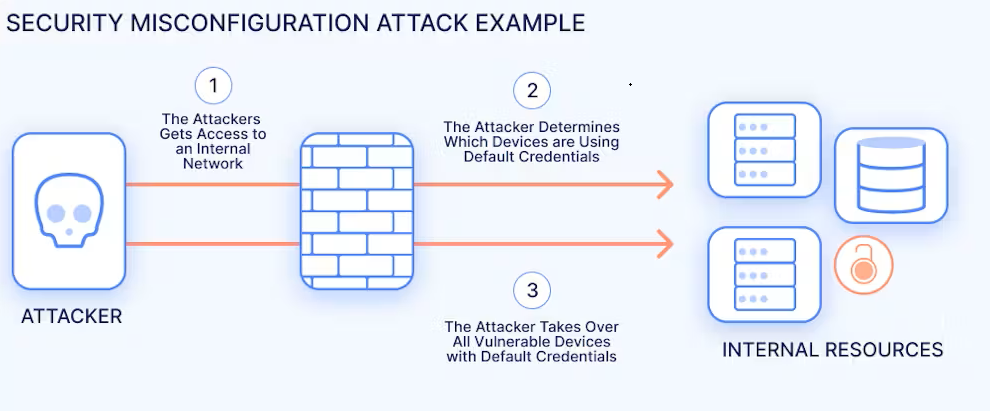 SECURITY MISCONFIGURATION ATTACK EXAMPLE
1
The Attackers
Gets Access to
an Internal
Network
2
The Attacker Determines
Which Devices are Using
Default Credentials
ATTACKER
3
The Attacker Takes Over
All Vulnerable Devices
with Default Credentials
INTERNAL RESOURCES